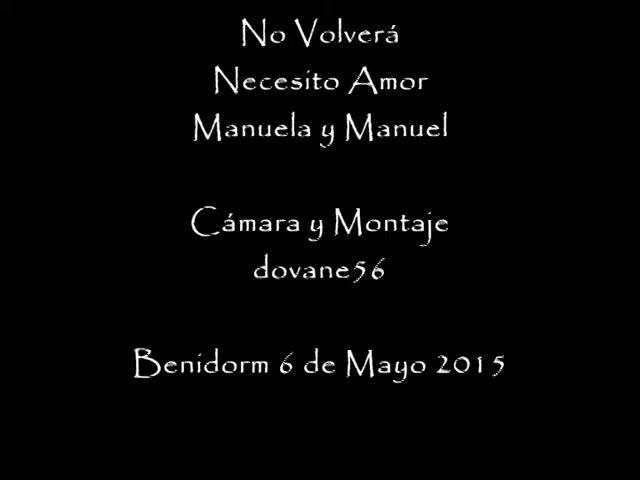 No Volverá
Necesito Amor
Manuela y Manuel
Cámara y Montaje
dovane56
Benidorm 6 de Mayo 2015